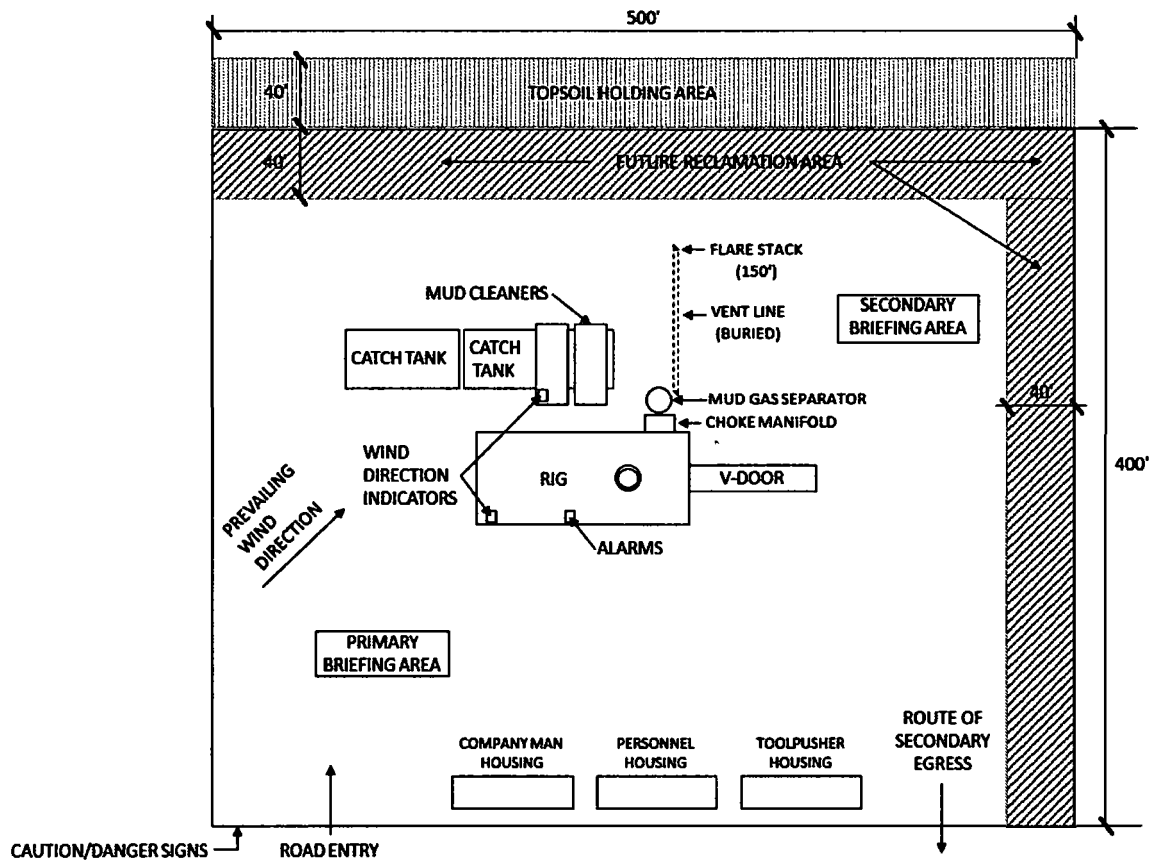 500'
40'
TOPSOIL HOLDING AREA
40'
FUTURE RECLAMATION AREA
FLARE STACK
(150')
MUD CLEANERS
SECONDARY
BRIEFING AREA
VENT LINE
(BURIED)
CATCH TANK
CATCH
TANK
40'
MUD GAS SEPARATOR
CHOKE MANIFOLD
400'
WIND
DIRECTION
INDICATORS
RIG
V-DOOR
PREVAILING
WIND
DIRECTION
ALARMS
PRIMARY
BRIEFING AREA
ROUTE OF
SECONDARY
EGRESS
COMPANY MAN
HOUSING
PERSONNEL
HOUSING
TOOLPUSHER
HOUSING
CAUTION/DANGER SIGNS
ROAD ENTRY